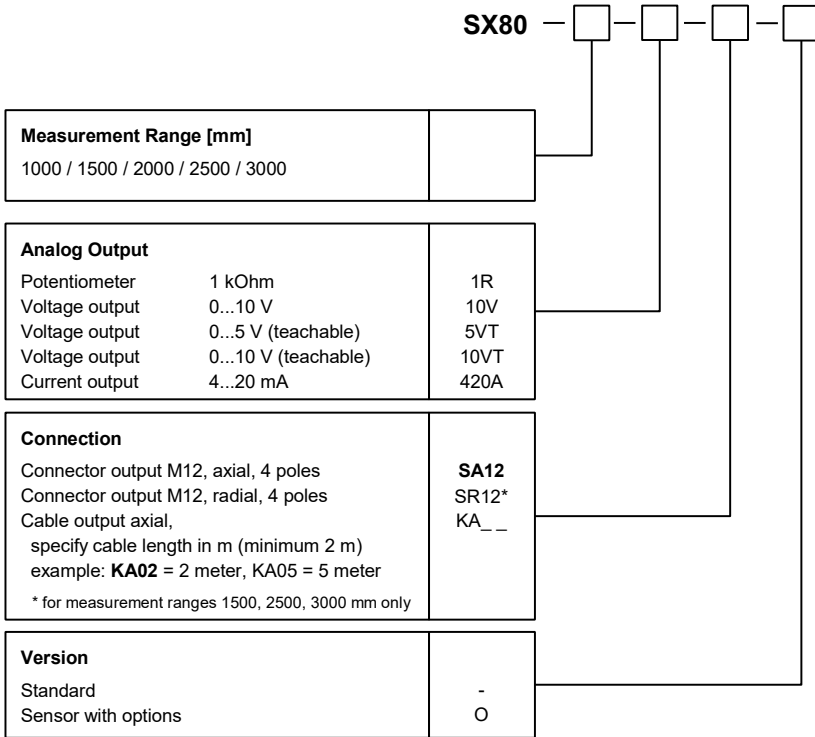 SX80 — — — —
Measurement Range [mm]
1000 / 1500 / 2000 / 2500 / 3000
Analog Output
Potentiometer 1 kOhm 1R
Voltage output 0...10 V 10V
Voltage output 0...5 V (teachable) 5VT
Voltage output 0...10 V (teachable) 10VT
Current output 4...20 mA 420A
Connection
Connector output M12, axial, 4 poles SA12
Connector output M12, radial, 4 poles SR12*
Cable output axial, KA_ _
specify cable length in m (minimum 2 m)
example: KA02 = 2 meter, KA05 = 5 meter
* for measurement ranges 1500, 2500, 3000 mm only
Version
Standard -
Sensor with options O